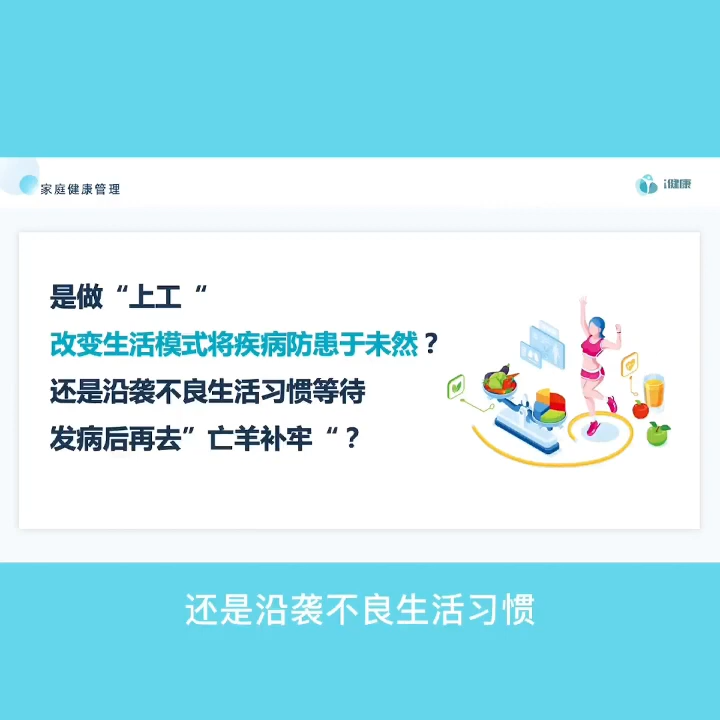 家庭健康管理
i健康
是做“上工“
改变生活模式将疾病防患于未然？
还是沿袭不良生活习惯等待
发病后再去”亡羊补牢“？
还是沿袭不良生活习惯